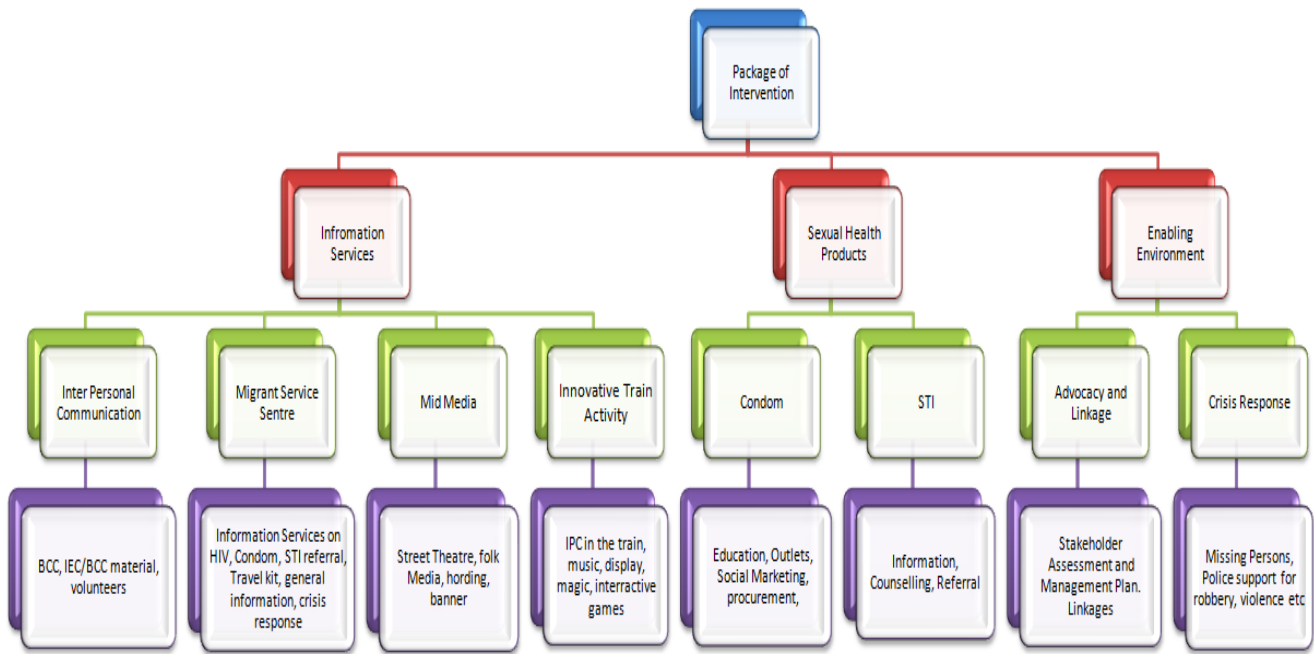 Package of
Intervention
Infromation
Services
Sexual Health
Products
Enabling
Environment
Inter Personal
Communication
Migrant Service
Sentre
Mid Media
Innovative Train
Activity
Condom
STI
Advocacy and
Linkage
Crisis Response
BCC, IEC/BCC material,
volunteers
Information Services on
HIV, Condom, STI referral,
Travel kit, general
information, crisis
response
Street Theatre, folk
Media, hording,
banner
IPC in the train,
music, display,
magic, interractive
games
Education, Outlets,
Social Marketing,
procurement,
Information,
Counselling, Referral
Stakeholder
Assessment and
Management Plan.
Linkages
Missing Persons,
Police support for
robbery, violence etc